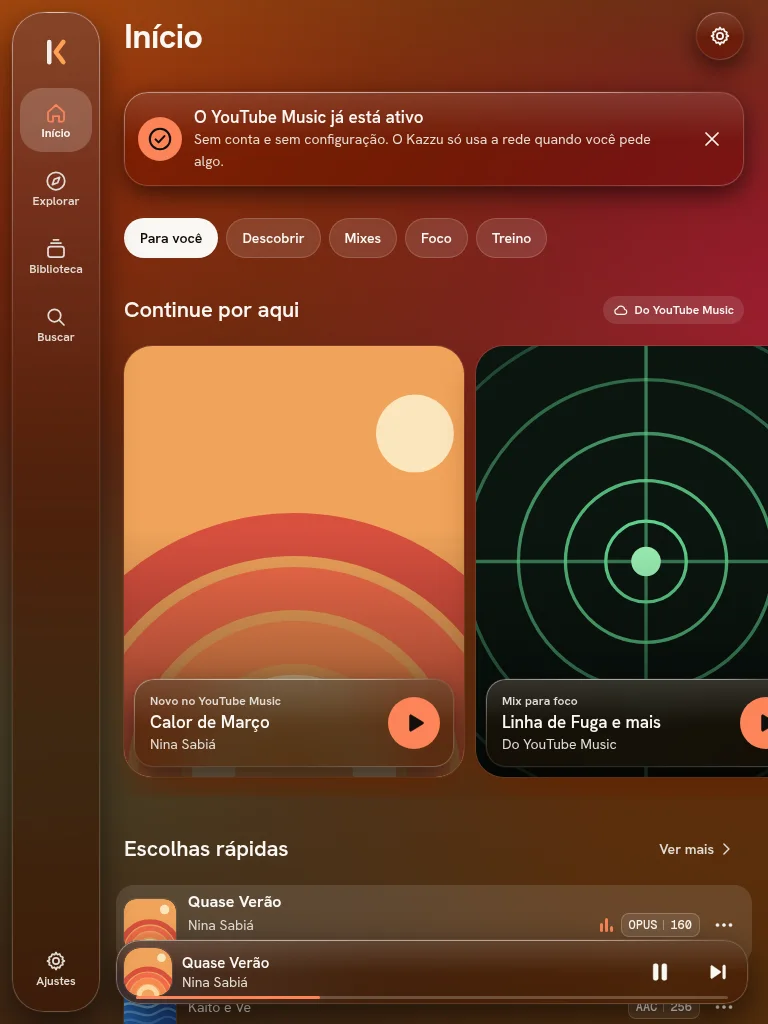 Início
Início
Explorar
Biblioteca
Buscar
Ajustes
O YouTube Music já está ativo
Sem conta e sem configuração. O Kazzu só usa a rede quando você pede
algo.
Para você
Descobrir
Mixes
Foco
Treino
Continue por aqui
Do YouTube Music
Novo no YouTube Music
Calor de Março
Nina Sabiá
Mix para foco
Linha de Fuga e mais
Do YouTube Music
Escolhas rápidas
Ver mais
Quase Verão
Nina Sabiá
OPUS | 160
Quase Verão
Nina Sabiá
Kaito e Vê
AAC | 256